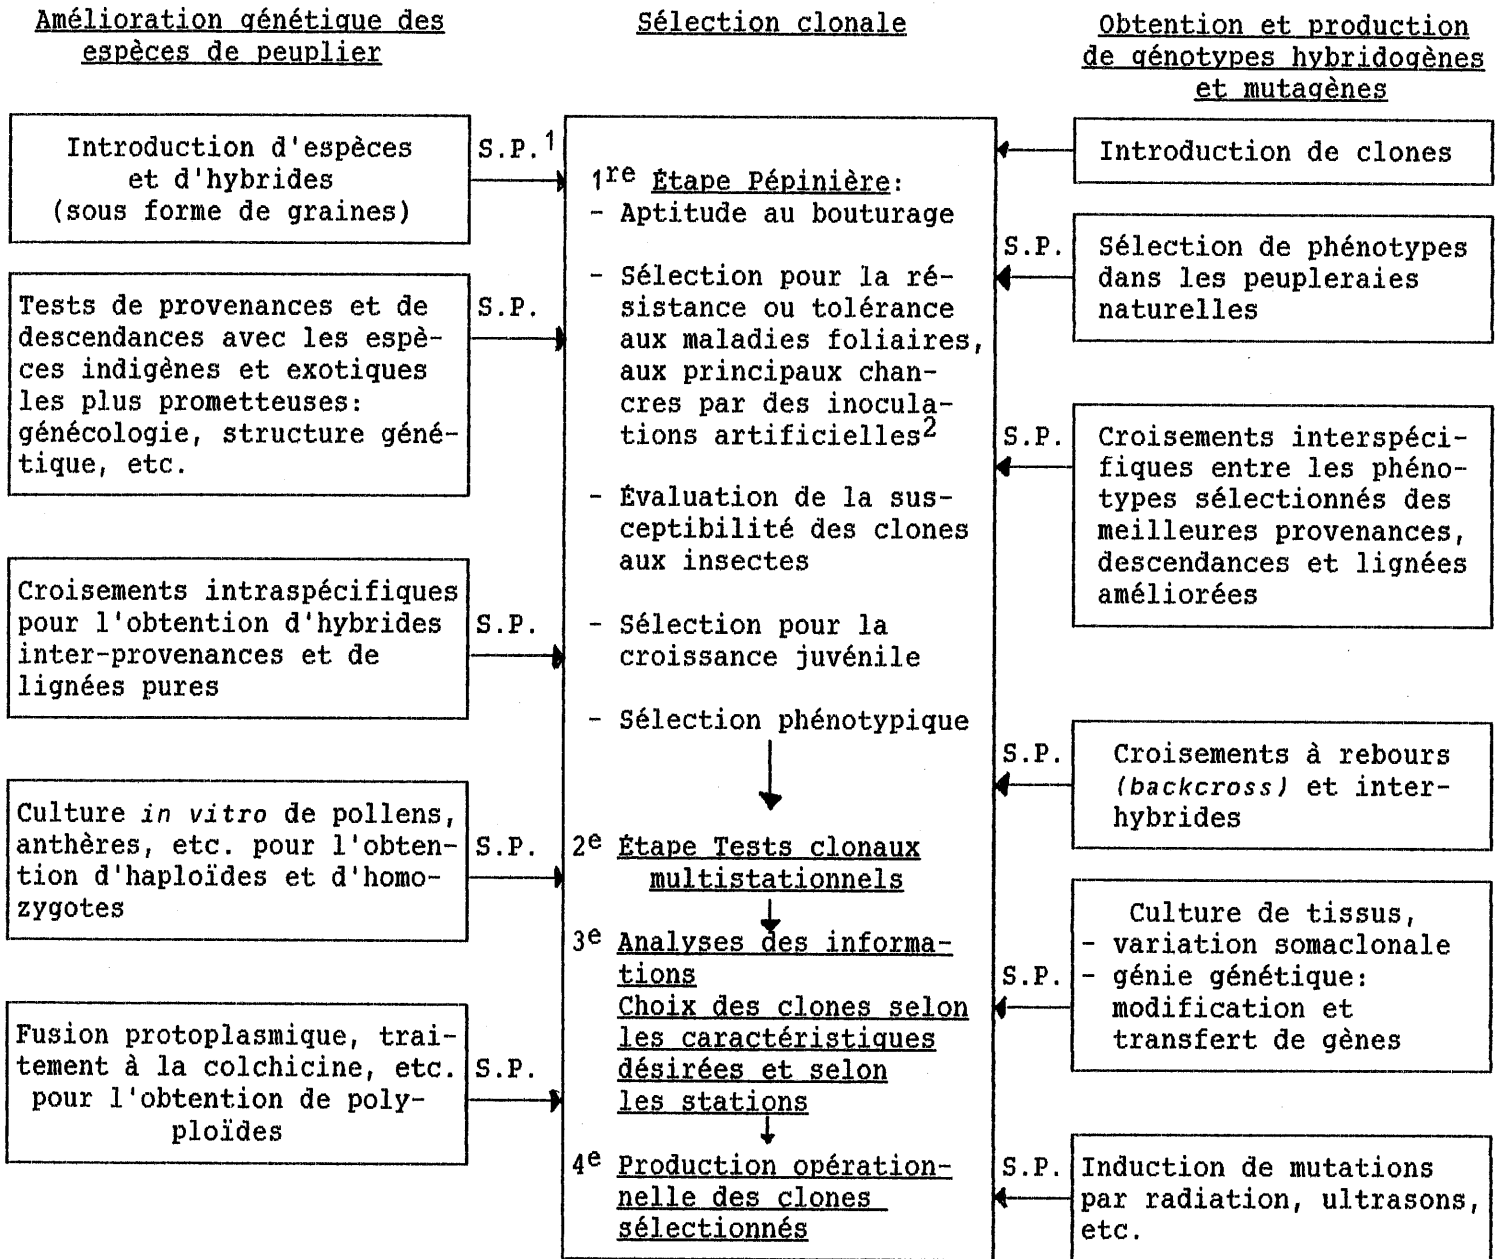 Amélioration génétique des
espèces de peuplier
Introduction d'espèces
et d'hybrides
(sous forme de graines)
S.P.1
Tests de provenances et de
descendances avec les espè-
ces indigènes et exotiques
les plus prometteuses:
génécologie, structure géné-
tique, etc.
S.P.
Croisements intraspécifiques
pour l'obtention d'hybrides
inter-provenances et de
lignées pures
S.P.
Culture in vitro de pollens,
anthères, etc. pour l'obten-
tion d'haploïdes et d'homo-
zygotes
S.P.
Fusion protoplasmique, trai-
tement à la colchicine, etc.
pour l'obtention de poly-
ploïdes
S.P.
Sélection clonale
1re Étape Pépinière:
- Aptitude au bouturage
- Sélection pour la ré-
sistance ou tolérance
aux maladies foliaires,
aux principaux chan-
cres par des inocula-
tions artificielles2
- Évaluation de la sus-
ceptibilité des clones
aux insectes
- Sélection pour la
croissance juvénile
- Sélection phénotypique
2e Étape Tests clonaux
multistationnels
3e Analyses des informa-
tions
Choix des clones selon
les caractéristiques
désirées et selon
les stations
4e Production opération-
nelle des clones
sélectionnés
Obtention et production
de génotypes hybridogènes
et mutagènes
Introduction de clones
S.P.
Sélection de phénotypes
dans les peupleraies
naturelles
S.P.
Croisements interspéci-
fiques entre les phéno-
types sélectionnés des
meilleures provenances,
descendances et lignées
améliorées
S.P.
Croisements à rebours
(backcross) et inter-
hybrides
S.P.
Culture de tissus,
- variation somaclonale
- génie génétique:
modification et
transfert de gènes
S.P.
Induction de mutations
par radiation, ultrasons,
etc.